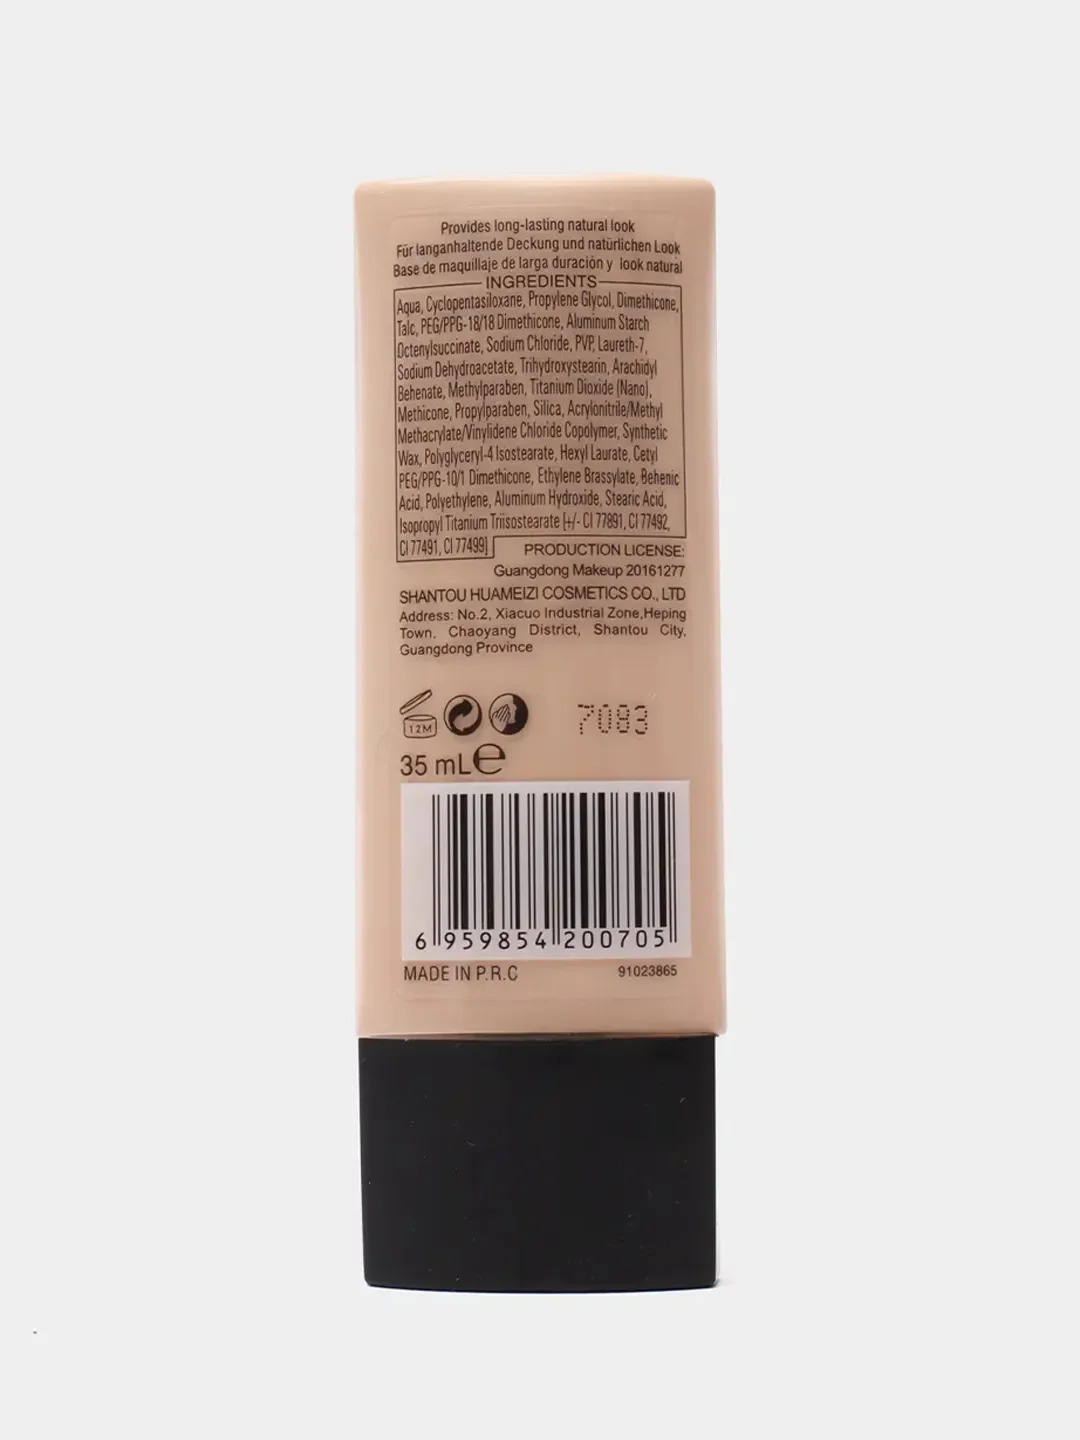 Provides long-lasting natural look
Für langanhaltende Deckung und natürlichen Look
Base de maquillaje de larga duración y look natural
INGREDIENTS
Aqua, Cyclopentasiloxane, Propylene Glycol, Dimethicone,
Talc, PEG/PPG-18/18 Dimethicone, Aluminum Starch
Octenylsuccinate, Sodium Chloride, PVP, Laureth-7,
Sodium Dehydroacetate, Trihydroxystearin, Arachidyl
Behenate, Methylparaben, Titanium Dioxide (Nano),
Methicone, Propylparaben, Silica, Acrylonitrile/Methyl
Methacrylate/Vinylidene Chloride Copolymer, Synthetic
Wax, Polyglyceryl-4 Isostearate, Hexyl Laurate, Cetyl
PEG/PPG-10/1 Dimethicone, Ethylene Brassylate, Behenic
Acid, Polyethylene, Aluminum Hydroxide, Stearic Acid,
Isopropyl Titanium Triisostearate [+/- CI 77891, CI 77492,
CI 77491, CI 77499]
PRODUCTION LICENSE:
Guangdong Makeup 20161277
SHANTOU HUAMEIZI COSMETICS CO., LTD
Address: No.2, Xiacuo Industrial Zone,Heping
Town, Chaoyang District, Shantou City,
Guangdong Province
12M
7083
35 mL e
6 959854 200705
MADE IN P.R.C
91023865